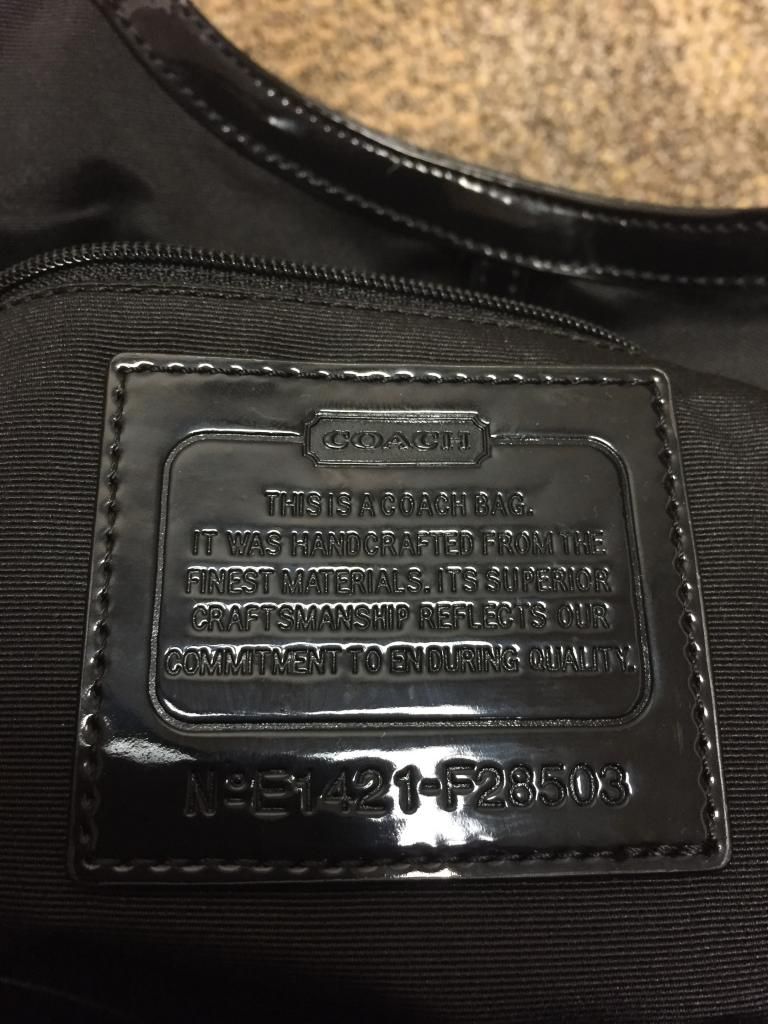 COACH
THIS IS A COACH BAG.
IT WAS HANDCRAFTED FROM THE
FINEST MATERIALS. ITS SUPERIOR
CRAFTSMANSHIP REFLECTS OUR
COMMITMENT TO ENDURING QUALITY.
Nº E1421-F28503